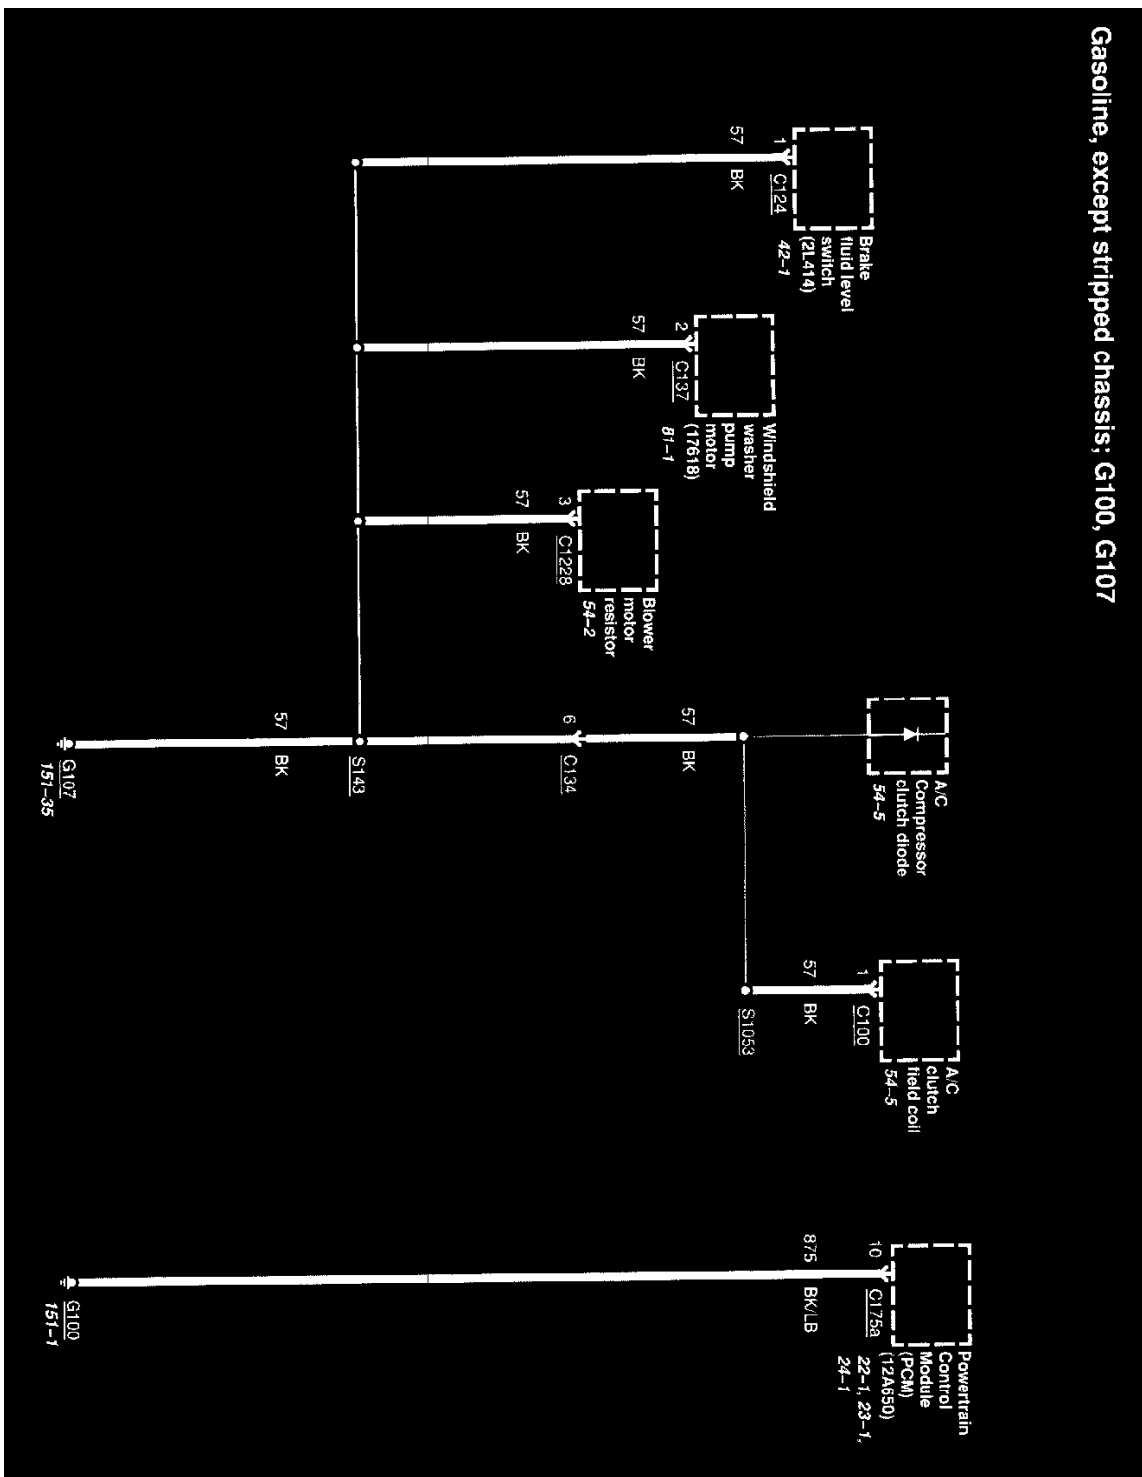 Gasoline, except stripped chassis; G100, G107
Brake
fluid level
switch
(2L414)
42–1
1
C124
57
BK
Windshield
washer
pump
motor
(17618)
81–1
2
C137
57
BK
Blower
motor
resistor
54–2
3
C1228
57
BK
A/C
Compressor
clutch diode
54–5
57
BK
6
C134
S143
57
BK
G107
151–35
A/C
clutch
field coil
54–5
1
C100
57
BK
S1053
Powertrain
Control
Module
(PCM)
(12A650)
22–1, 23–1,
24–1
10
C175a
875
BK/LB
G100
151–1